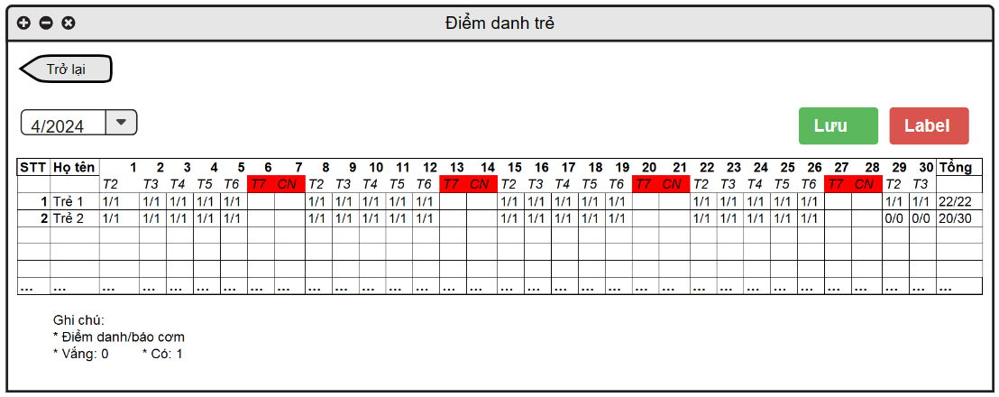 Điểm danh trẻ
Trở lại
4/2024
Lưu Label
STT Họ tên 1 2 3 4 5 6 7 8 9 10 11 12 13 14 15 16 17 18 19 20 21 22 23 24 25 26 27 28 29 30 Tổng
T2 T3 T4 T5 T6 T7 CN T2 T3 T4 T5 T6 T7 CN T2 T3 T4 T5 T6 T7 CN T2 T3 T4 T5 T6 T7 CN T2 T3
1 Trẻ 1 1/1 1/1 1/1 1/1 1/1 1/1 1/1 1/1 1/1 1/1 1/1 1/1 1/1 1/1 1/1 1/1 1/1 1/1 1/1 1/1 1/1 1/1 22/22
2 Trẻ 2 1/1 1/1 1/1 1/1 1/1 1/1 1/1 1/1 1/1 1/1 1/1 1/1 1/1 1/1 1/1 1/1 1/1 1/1 1/1 1/1 0/0 0/0 20/30
... ... ... ... ... ... ... ... ... ... ... ... ... ... ... ... ... ... ... ... ... ... ... ... ... ... ... ... ... ... ... ... ...
Ghi chú:
* Điểm danh/báo cơm
* Vắng: 0 * Có: 1